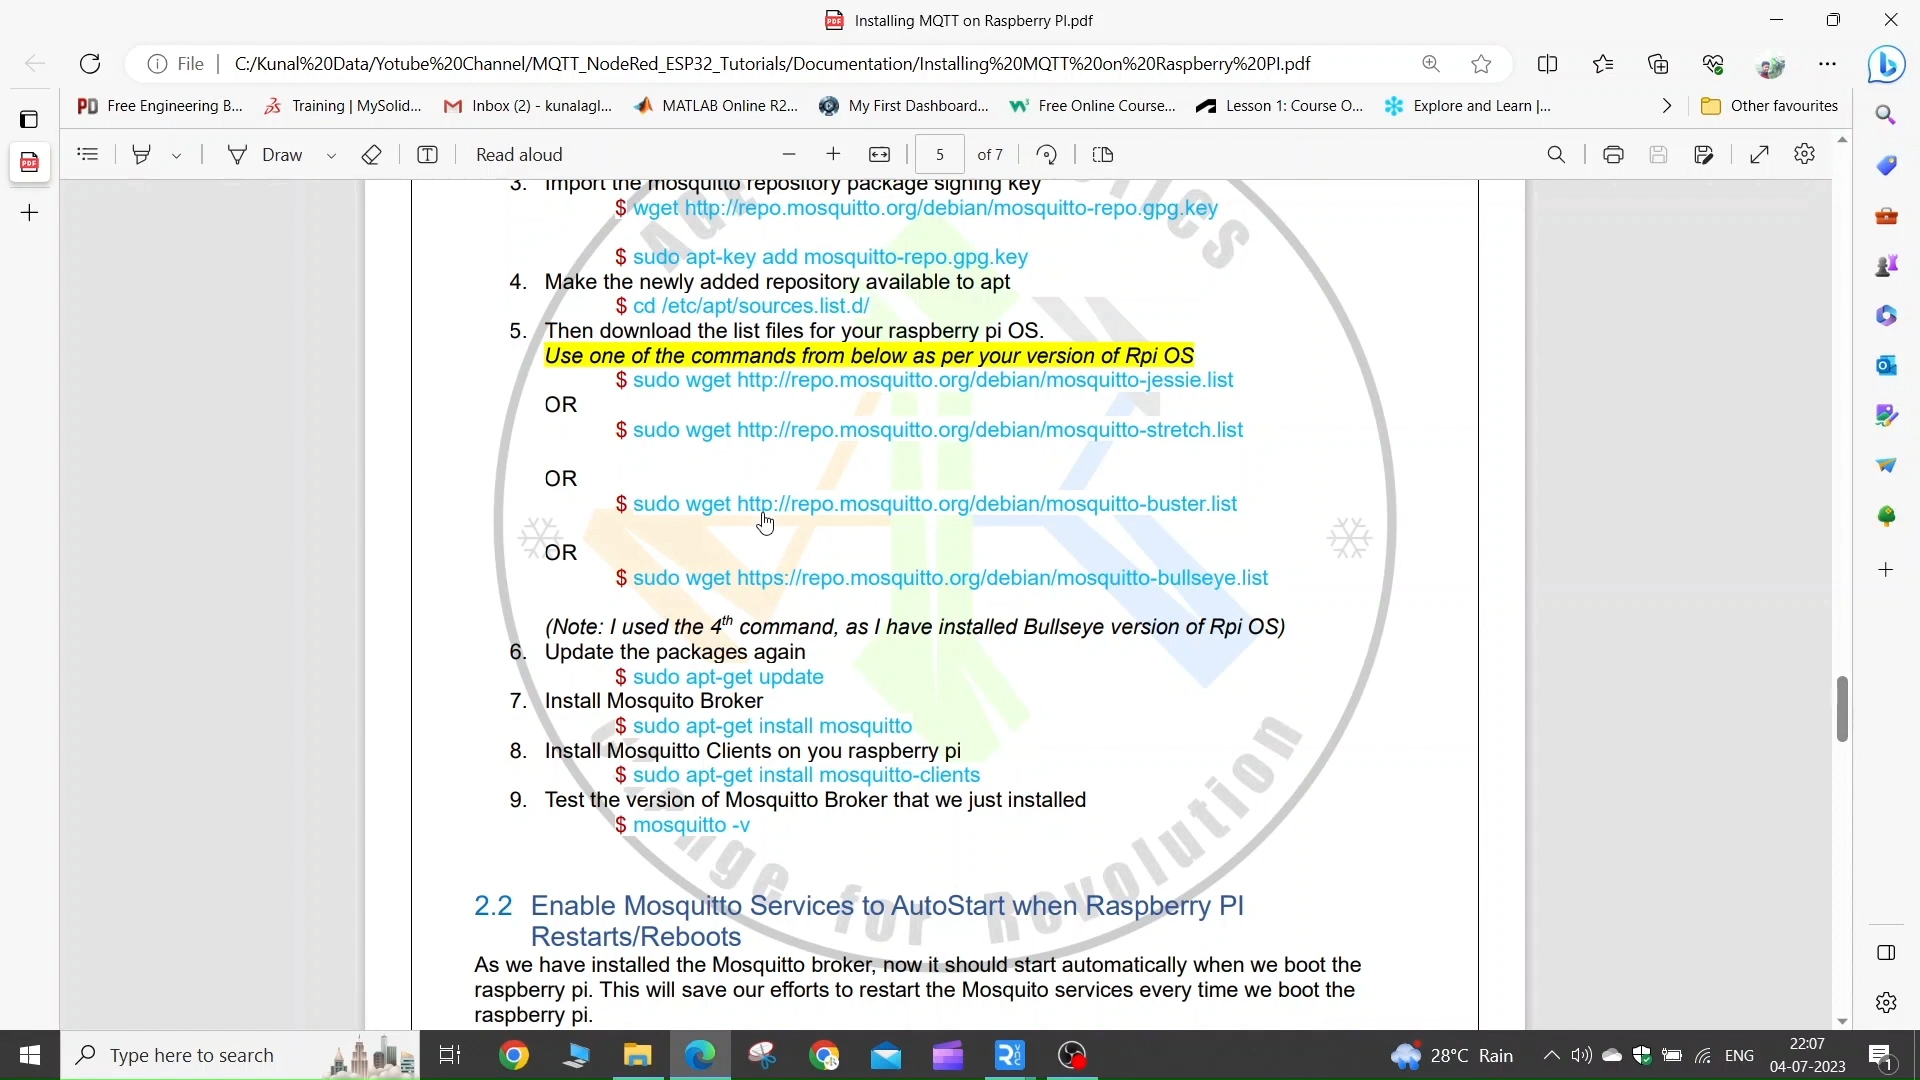 Installing MQTT on Raspberry PI.pdf
File
C:/Kunal%20Data/Yotube%20Channel/MQTT_NodeRed_ESP32_Tutorials/Documentation/Installing%20MQTT%20on%20Raspberry%20PI.pdf
Free Engineering B...
Training | MySolid...
Inbox (2) - kunalagl...
MATLAB Online R2...
My First Dashboard...
Free Online Course...
Lesson 1: Course O...
Explore and Learn |...
Other favourites
Draw
Read aloud
5 of 7
3. Import the mosquitto repository package signing key
$ wget http://repo.mosquitto.org/debian/mosquitto-repo.gpg.key
$ sudo apt-key add mosquitto-repo.gpg.key
4. Make the newly added repository available to apt
$ cd /etc/apt/sources.list.d/
5. Then download the list files for your raspberry pi OS.
Use one of the commands from below as per your version of Rpi OS
$ sudo wget http://repo.mosquitto.org/debian/mosquitto-jessie.list
OR
$ sudo wget http://repo.mosquitto.org/debian/mosquitto-stretch.list
OR
$ sudo wget http://repo.mosquitto.org/debian/mosquitto-buster.list
OR
$ sudo wget https://repo.mosquitto.org/debian/mosquitto-bullseye.list
(Note: I used the 4th command, as I have installed Bullseye version of Rpi OS)
6. Update the packages again
$ sudo apt-get update
7. Install Mosquito Broker
$ sudo apt-get install mosquitto
8. Install Mosquitto Clients on you raspberry pi
$ sudo apt-get install mosquitto-clients
9. Test the version of Mosquitto Broker that we just installed
$ mosquitto -v
for Revolution
2.2 Enable Mosquitto Services to AutoStart when Raspberry PI
Restarts/Reboots
As we have installed the Mosquitto broker, now it should start automatically when we boot the
raspberry pi. This will save our efforts to restart the Mosquito services every time we boot the
raspberry pi.
Type here to search
28°C Rain
ENG
22:07
04-07-2023
1